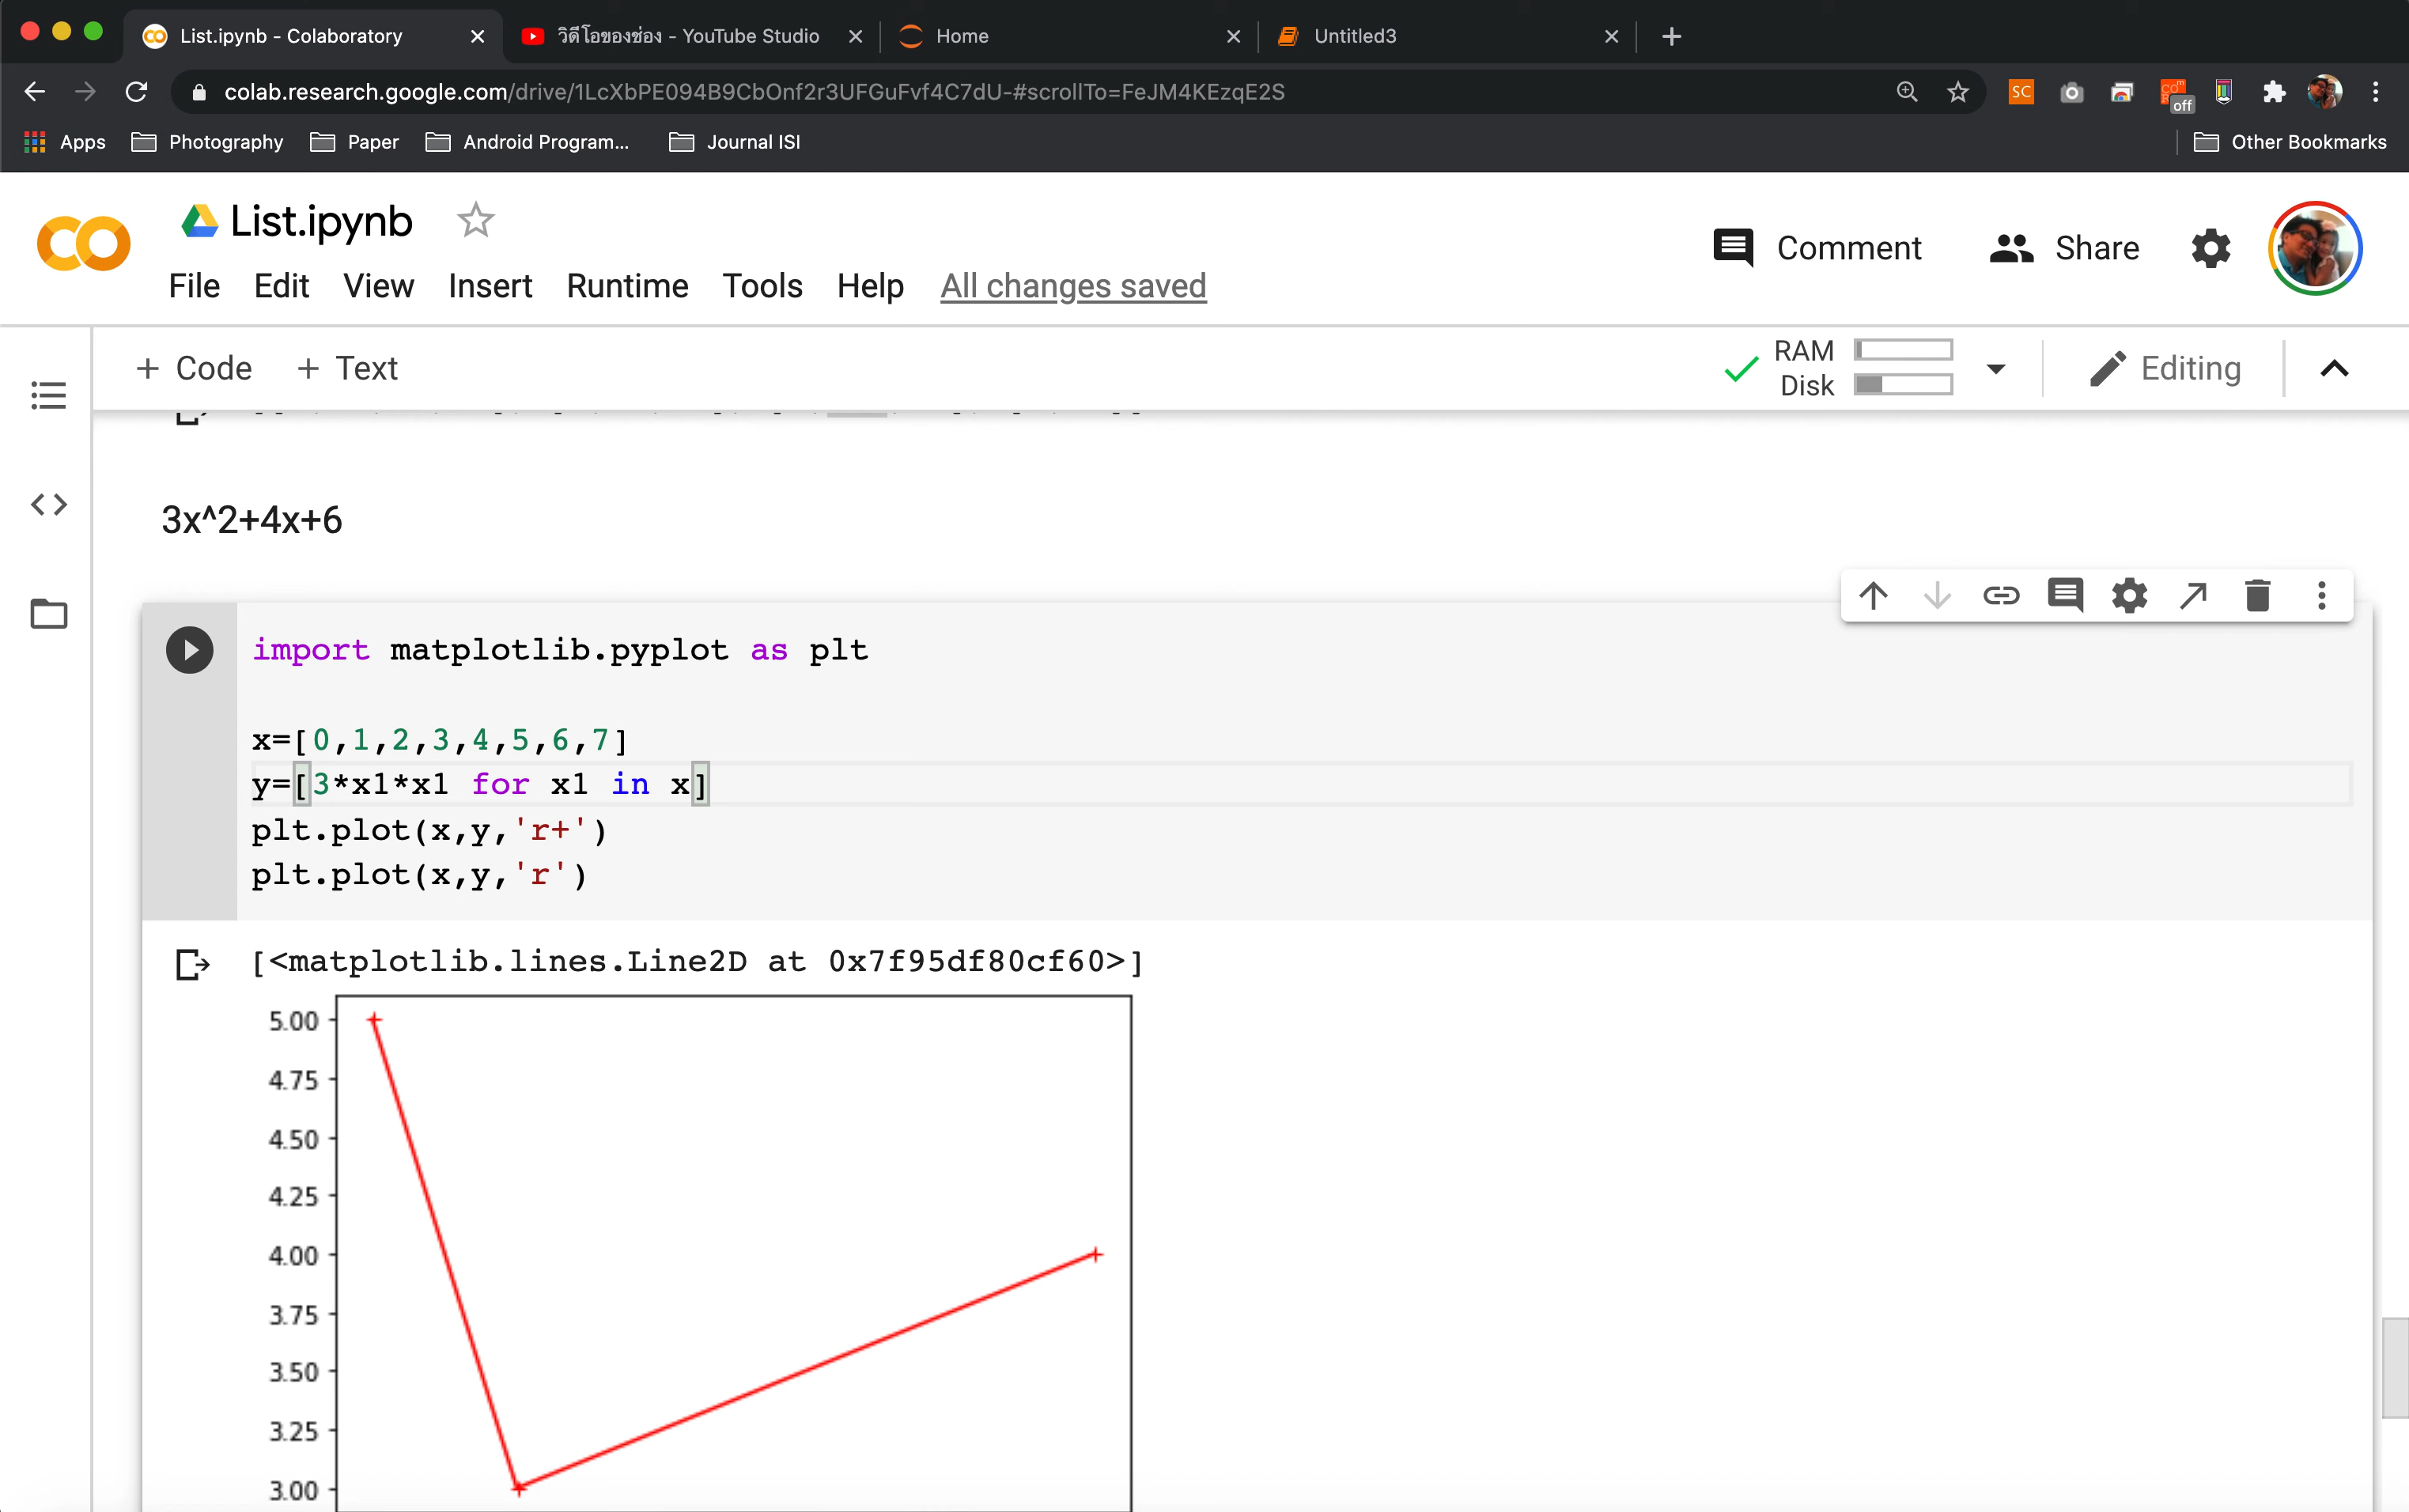 List.ipynb - Colaboratory
วิดีโอของช่อง - YouTube Studio
Home
Untitled3
colab.research.google.com/drive/1LcXbPE094B9CbOnf2r3UFGuFvf4C7dU-#scrollTo=FeJM4KEzqE2S
SC
off
Apps
Photography
Paper
Android Program...
Journal ISI
Other Bookmarks
List.ipynb
Comment
Share
File Edit View Insert Runtime Tools Help All changes saved
+ Code + Text
RAM
Disk
Editing
3x^2+4x+6
import matplotlib.pyplot as plt
x=[0,1,2,3,4,5,6,7]
y=[3*x1*x1 for x1 in x]
plt.plot(x,y,'r+')
plt.plot(x,y,'r')
[<matplotlib.lines.Line2D at 0x7f95df80cf60>]
5.00
4.75
4.50
4.25
4.00
3.75
3.50
3.25
3.00